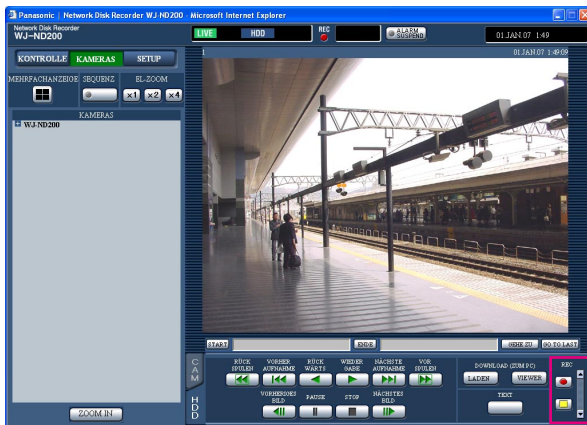 Panasonic | Network Disk Recorder WJ-ND200 - Microsoft Internet Explorer
Network Disk Recorder
WJ-ND200
LIVE HDD REC ALARM SUSPEND 01.JAN.07 1:49
KONTROLLE KAMERAS SETUP
1 01.JAN.07 1:49:09
MEHRFACHANZEIGE SEQUENZ EL-ZOOM
x1 x2 x4
KAMERAS
WJ-ND200
START ENDE GEHE ZU GO TO LAST
CAM
RÜCK SPULEN VORHER AUFNAHME RÜCK WÄRTS WIEDER GABE NÄCHSTE AUFNAHME VOR SPULEN
DOWNLOAD (ZUM PC)
REC
LADEN VIEWER
HDD
VORHERIGES BILD PAUSE STOP NÄCHSTES BILD
TEXT
ZOOM IN